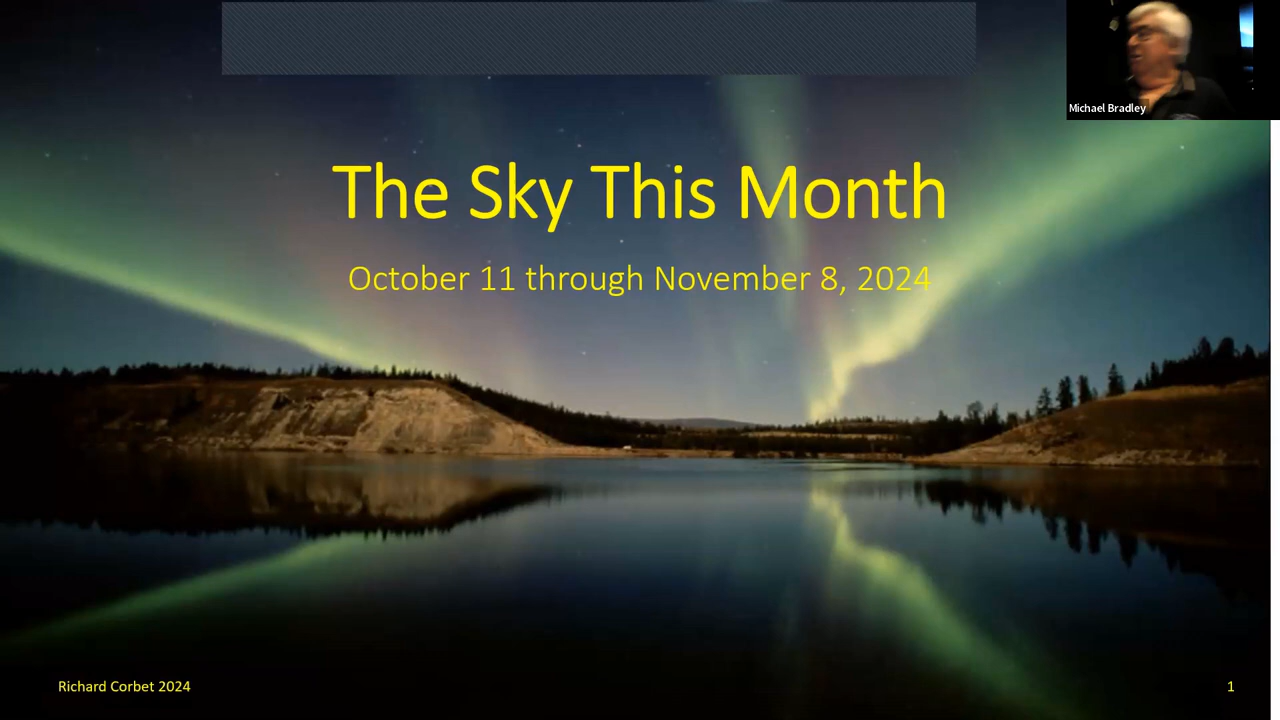 Michael Bradley
The Sky This Month
October 11 through November 8, 2024
Richard Corbet 2024
1